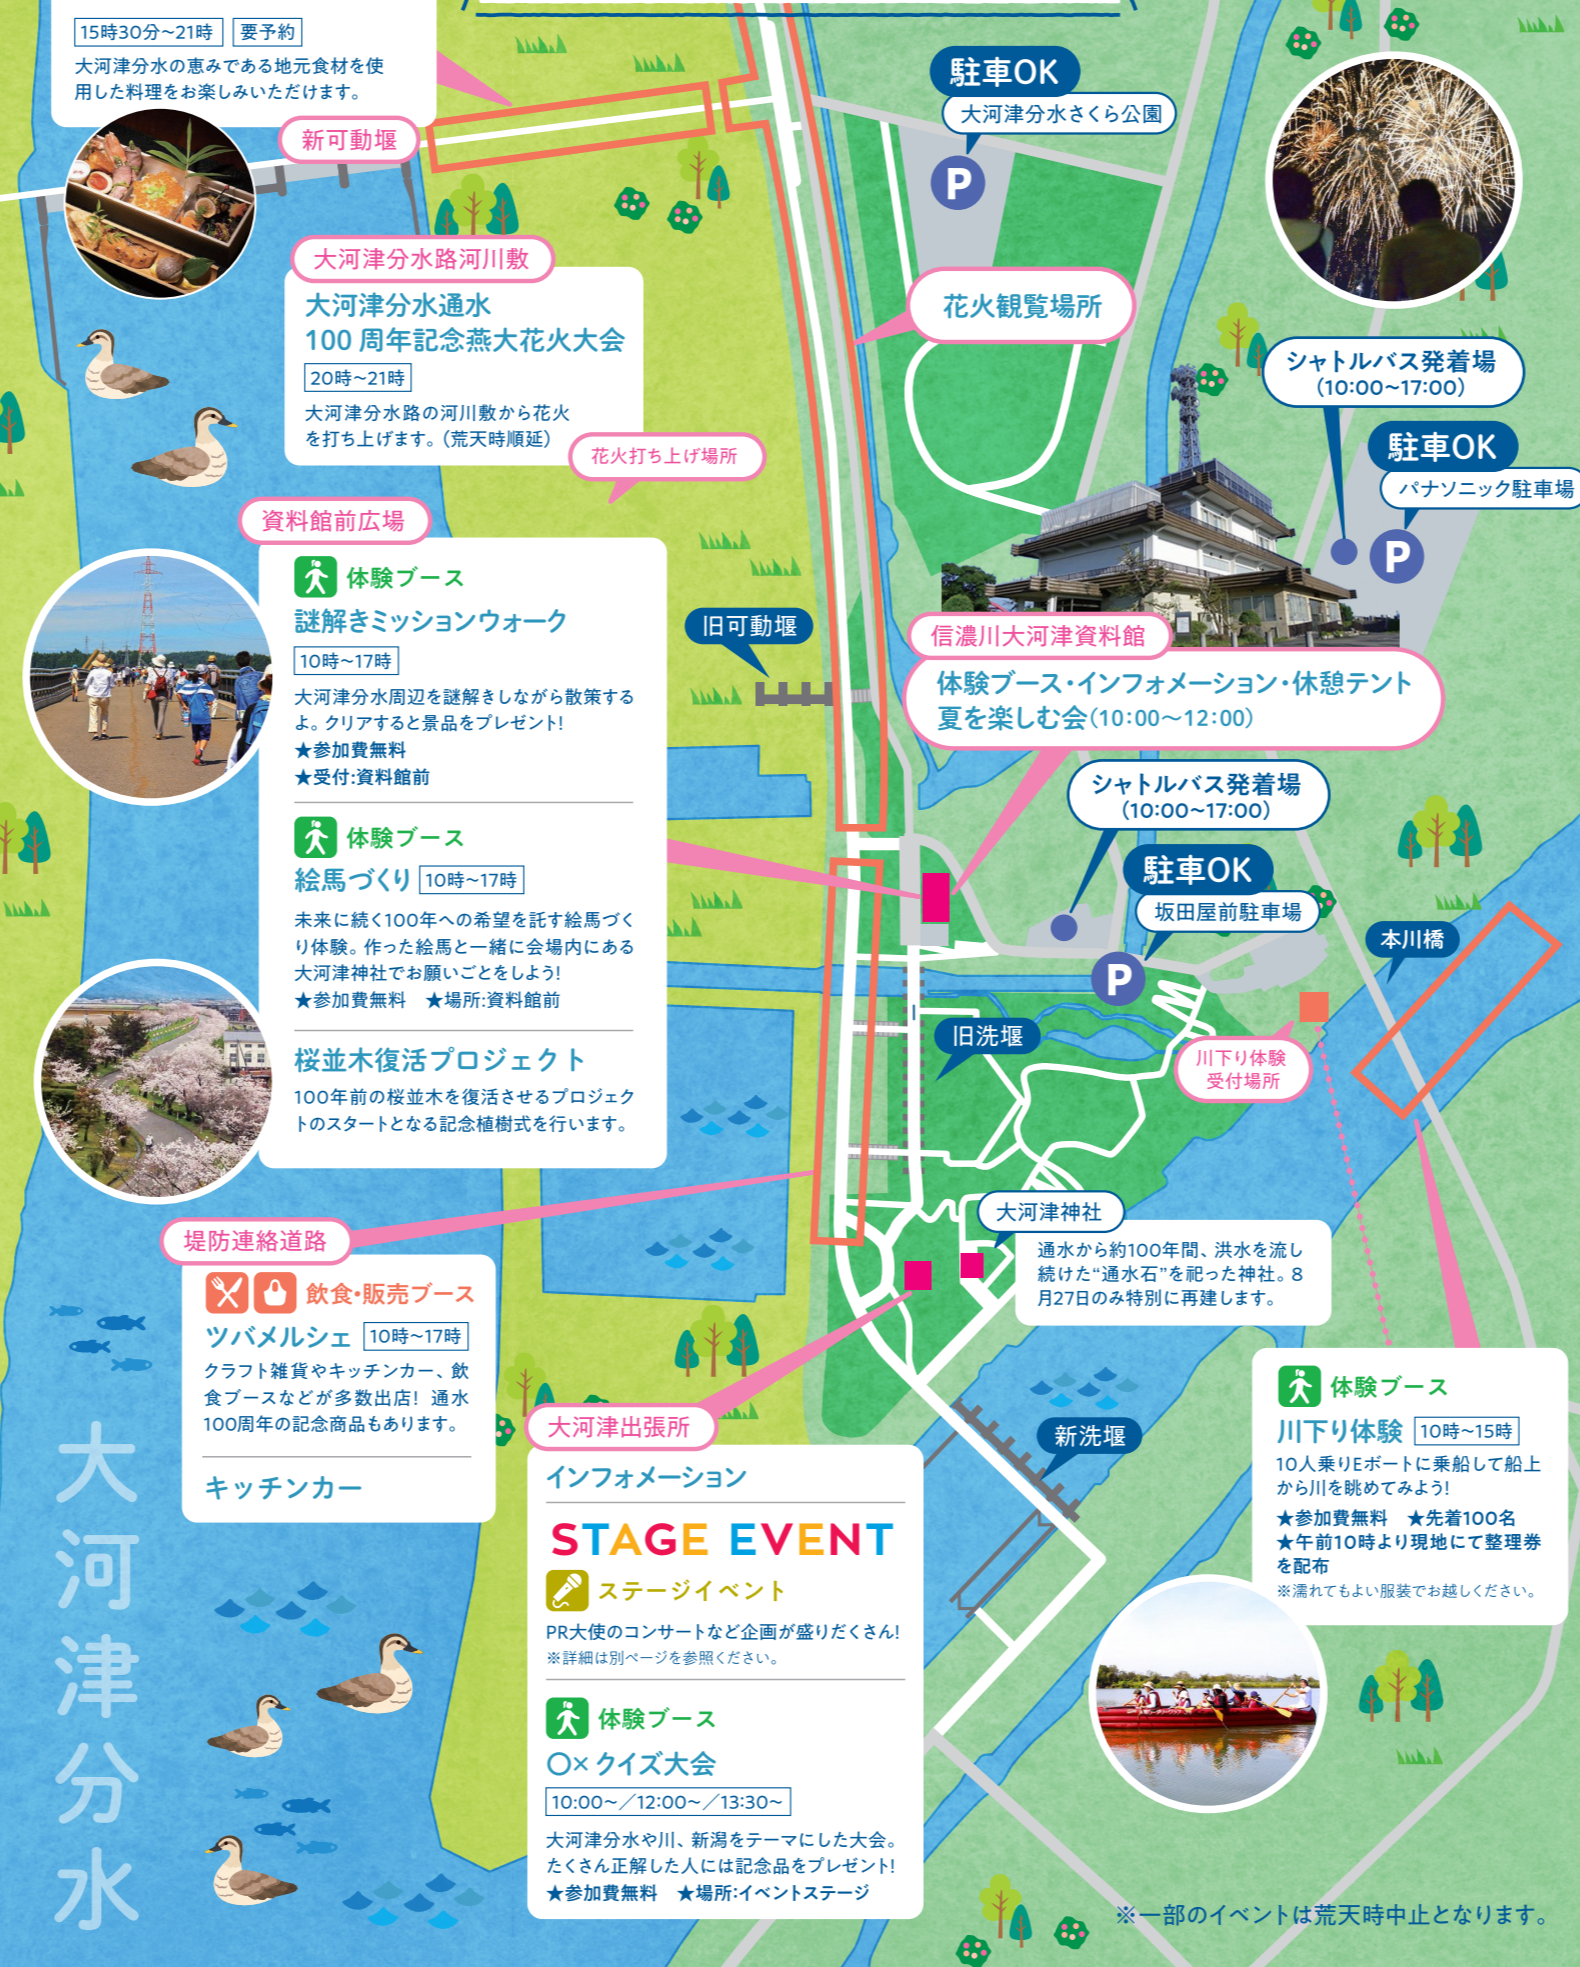 15時30分~21時 要予約
大河津分水の恵みである地元食材を使
用した料理をお楽しみいただけます。
新可動堰
駐車OK
大河津分水さくら公園
P
大河津分水路河川敷
大河津分水通水
100 周年記念燕大花火大会
20時~21時
大河津分水路の河川敷から花火
を打ち上げます。（荒天時順延）
花火打ち上げ場所
花火観覧場所
シャトルバス発着場
（10:00~17:00）
駐車OK
パナソニック駐車場
P
資料館前広場
体験ブース
謎解きミッションウォーク
10時~17時
大河津分水周辺を謎解きしながら散策する
よ。クリアすると景品をプレゼント!
★参加費無料
★受付:資料館前
体験ブース
絵馬づくり 10時~17時
未来に続く100年への希望を託す絵馬づく
り体験。作った絵馬と一緒に会場内にある
大河津神社でお願いごとをしよう!
★参加費無料 ★場所:資料館前
桜並木復活プロジェクト
100年前の桜並木を復活させるプロジェク
トのスタートとなる記念植樹式を行います。
旧可動堰
信濃川大河津資料館
体験ブース・インフォメーション・休憩テント
夏を楽しむ会（10:00〜12:00）
シャトルバス発着場
（10:00~17:00）
駐車OK
坂田屋前駐車場
P
本川橋
旧洗堰
川下り体験
受付場所
大河津神社
通水から約100年間、洪水を流し
続けた“通水石”を祀った神社。8
月27日のみ特別に再建します。
堤防連絡道路
飲食・販売ブース
ツバメルシェ 10時~17時
クラフト雑貨やキッチンカー、飲
食ブースなどが多数出店! 通水
100周年の記念商品もあります。
キッチンカー
大河津出張所
インフォメーション
STAGE EVENT
ステージイベント
PR大使のコンサートなど企画が盛りだくさん!
※詳細は別ページを参照ください。
体験ブース
〇×クイズ大会
10:00~／12:00~／13:30~
大河津分水や川、新潟をテーマにした大会。
たくさん正解した人には記念品をプレゼント!
★参加費無料 ★場所:イベントステージ
新洗堰
体験ブース
川下り体験 10時~15時
10人乗りEボートに乗船して船上
から川を眺めてみよう!
★参加費無料 ★先着100名
★午前10時より現地にて整理券
を配布
※濡れてもよい服装でお越しください。
大河津分水
※一部のイベントは荒天時中止となります。